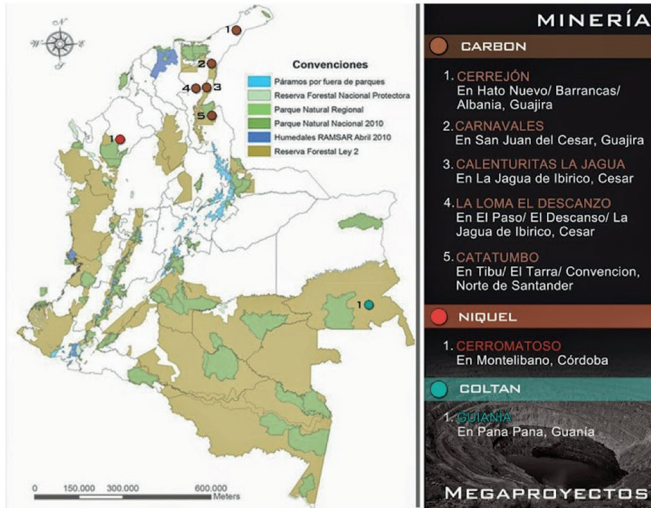 N
Convenciones
Páramos por fuera de parques
Reserva Forestal Nacional Protectora
Parque Natural Regional
Parque Natural Nacional 2010
Humedales RAMSAR Abril 2010
Reserva Forestal Ley 2
1
2
4
3
5
1
1
0
150.000
300.000
600.000
Meters
MINERÍA
CARBON
1. CERREJÓN
En Hato Nuevo/ Barrancas/
Albania, Guajira
2. CARNAVALES
En San Juan del Cesar, Guajira
3. CALENTURITAS LA JAGUA
En La Jagua de Ibirico, Cesar
4. LA LOMA EL DESCANZO
En El Paso/ El Descanso/ La
Jagua de Ibirico, Cesar
5. CATATUMBO
En Tibu/ El Tarra/ Convencion,
Norte de Santander
NIQUEL
1. CERROMATOSO
En Montelibano, Córdoba
COLTAN
1. GUIANIA
En Pana Pana, Guanía
MEGAPROYECTOS